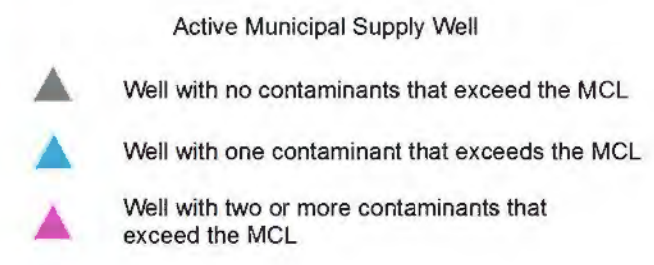 Active Municipal Supply Well
Well with no contaminants that exceed the MCL
Well with one contaminant that exceeds the MCL
Well with two or more contaminants that
exceed the MCL